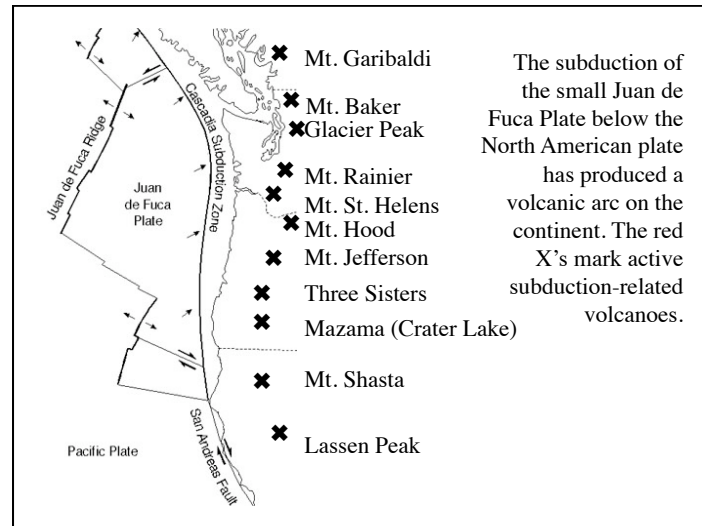 Mt. Garibaldi
Mt. Baker
Glacier Peak
Mt. Rainier
Mt. St. Helens
Mt. Hood
Mt. Jefferson
Three Sisters
Mazama (Crater Lake)
Mt. Shasta
Lassen Peak
Cascadia Subduction Zone
Juan de Fuca Ridge
Juan
de Fuca
Plate
San Andreas Fault
Pacific Plate
The subduction of
the small Juan de
Fuca Plate below the
North American plate
has produced a
volcanic arc on the
continent. The red
X's mark active
subduction-related
volcanoes.